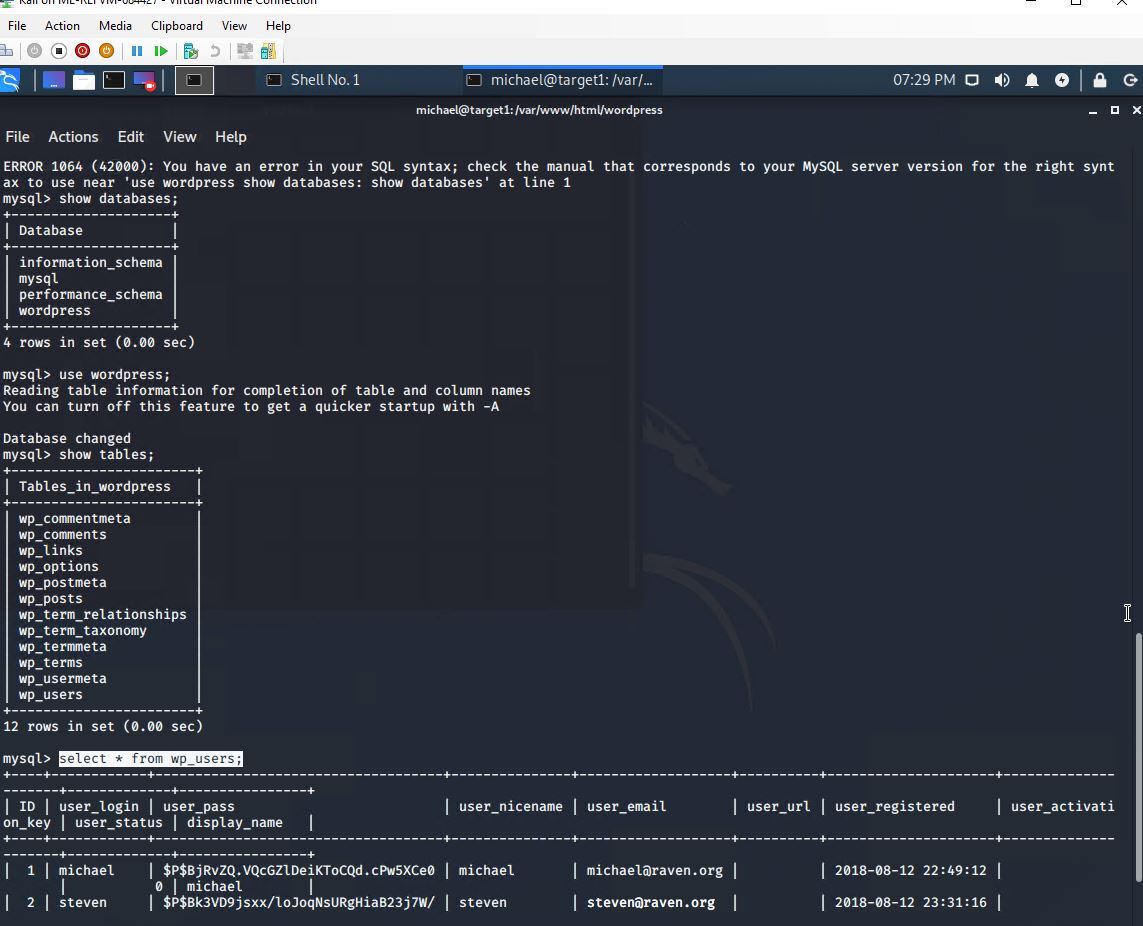 Kali on ML-REFVM-684427 - Virtual Machine Connection
File Action Media Clipboard View Help
Shell No. 1
michael@target1: /var/...
07:29 PM
michael@target1: /var/www/html/wordpress
File Actions Edit View Help
ERROR 1064 (42000): You have an error in your SQL syntax; check the manual that corresponds to your MySQL server version for the right synt
ax to use near 'use wordpress show databases: show databases' at line 1
mysql> show databases;
+--------------------+
| Database           |
+--------------------+
| information_schema |
| mysql              |
| performance_schema |
| wordpress          |
+--------------------+
4 rows in set (0.00 sec)
mysql> use wordpress;
Reading table information for completion of table and column names
You can turn off this feature to get a quicker startup with -A
Database changed
mysql> show tables;
+-----------------------+
| Tables_in_wordpress   |
+-----------------------+
| wp_commentmeta        |
| wp_comments           |
| wp_links              |
| wp_options            |
| wp_postmeta           |
| wp_posts              |
| wp_term_relationships |
| wp_term_taxonomy      |
| wp_termmeta           |
| wp_terms              |
| wp_usermeta           |
| wp_users              |
+-----------------------+
12 rows in set (0.00 sec)
mysql> select * from wp_users;
+----+------------+------------------------------------+---------------+-------------------+----------+---------------------+--------------
-------+-------------+----------------+
| ID | user_login | user_pass                          | user_nicename | user_email        | user_url | user_registered     | user_activati
on_key | user_status | display_name   |
+----+------------+------------------------------------+---------------+-------------------+----------+---------------------+--------------
-------+-------------+----------------+
| 1 | michael | $P$BjRvZQ.VQcGZlDeiKToCQd.cPw5XCe0 | michael | michael@raven.org | | 2018-08-12 22:49:12 |
| 0 | michael |
| 2 | steven | $P$Bk3VD9jsxx/loJoqNsURgHiaB23j7W/ | steven | steven@raven.org | | 2018-08-12 23:31:16 |